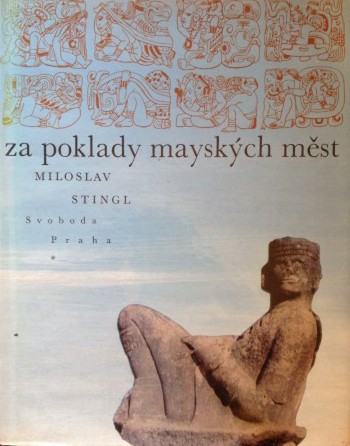 za poklady mayských měst
MILOSLAV
STINGL
Svoboda
Praha